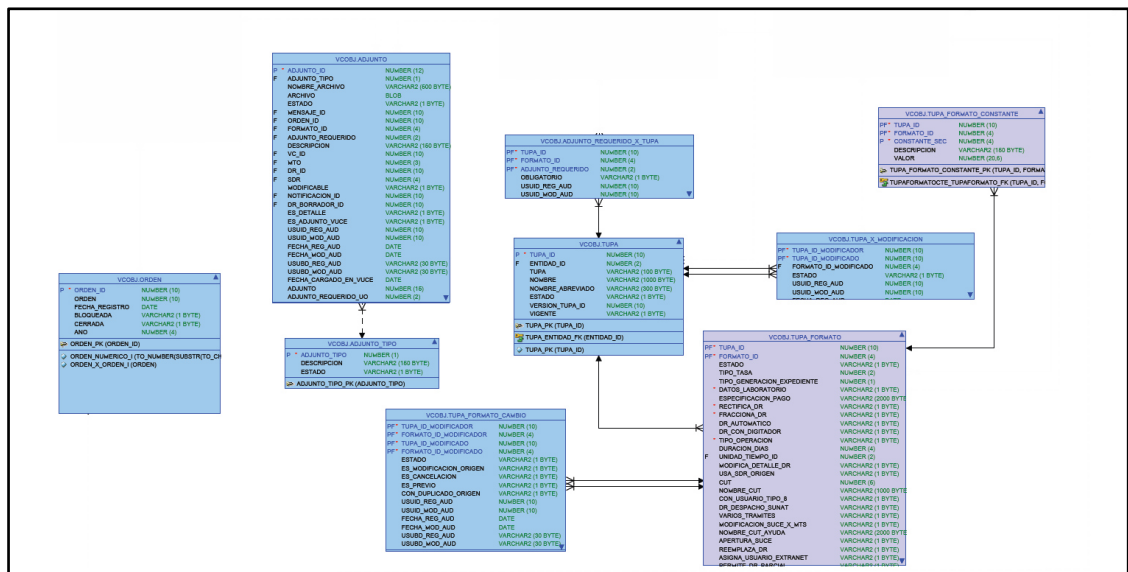 VCOBJ.ADJUNTO
P * ADJUNTO_ID NUMBER (12)
F ADJUNTO_TIPO NUMBER (1)
NOMBRE_ARCHIVO VARCHAR2 (500 BYTE)
ARCHIVO BLOB
ESTADO VARCHAR2 (1 BYTE)
F MENSAJE_ID NUMBER (10)
F ORDEN_ID NUMBER (10)
F FORMATO_ID NUMBER (4)
F ADJUNTO_REQUERIDO NUMBER (2)
DESCRIPCION VARCHAR2 (150 BYTE)
F VC_ID NUMBER (10)
F MTO NUMBER (3)
F DR_ID NUMBER (10)
F SDR NUMBER (4)
MODIFICABLE VARCHAR2 (1 BYTE)
F NOTIFICACION_ID NUMBER (10)
F DR_BORRADOR_ID NUMBER (10)
ES_DETALLE VARCHAR2 (1 BYTE)
ES_ADJUNTO_VUCE VARCHAR2 (1 BYTE)
USUID_REG_AUD NUMBER (10)
USUID_MOD_AUD NUMBER (10)
FECHA_REG_AUD DATE
FECHA_MOD_AUD DATE
USUBD_REG_AUD VARCHAR2 (30 BYTE)
USUBD_MOD_AUD VARCHAR2 (30 BYTE)
FECHA_CARGADO_EN_VUCE DATE
ADJUNTO NUMBER (15)
ADJUNTO_REQUERIDO_UO NUMBER (2)
VCOBJ.TUPA_FORMATO_CONSTANTE
PF* TUPA_ID NUMBER (10)
PF* FORMATO_ID NUMBER (4)
P * CONSTANTE_SEC NUMBER (4)
DESCRIPCION VARCHAR2 (150 BYTE)
VALOR NUMBER (20,6)
TUPA_FORMATO_CONSTANTE_PK (TUPA_ID, FORMA
TUPAFORMATOCTE_TUPAFORMATO_FK (TUPA_ID, F
VCOBJ.ADJUNTO_REQUERIDO_X_TUPA
PF* TUPA_ID NUMBER (10)
PF* FORMATO_ID NUMBER (4)
PF* ADJUNTO_REQUERIDO NUMBER (2)
OBLIGATORIO VARCHAR2 (1 BYTE)
USUID_REG_AUD NUMBER (10)
USUID_MOD_AUD NUMBER (10)
VCOBJ.TUPA
P * TUPA_ID NUMBER (10)
F ENTIDAD_ID NUMBER (2)
TUPA VARCHAR2 (100 BYTE)
NOMBRE VARCHAR2 (1000 BYTE)
NOMBRE_ABREVIADO VARCHAR2 (300 BYTE)
ESTADO VARCHAR2 (1 BYTE)
VERSION_TUPA_ID NUMBER (10)
VIGENTE VARCHAR2 (1 BYTE)
TUPA_PK (TUPA_ID)
TUPA_ENTIDAD_FK (ENTIDAD_ID)
TUPA_PK (TUPA_ID)
VCOBJ.TUPA_X_MODIFICACION
PF* TUPA_ID_MODIFICADOR NUMBER (10)
PF* TUPA_ID_MODIFICADO NUMBER (10)
F FORMATO_ID_MODIFICADO NUMBER (4)
ESTADO VARCHAR2 (1 BYTE)
USUID_REG_AUD NUMBER (10)
USUID_MOD_AUD NUMBER (10)
VCOBJ.ORDEN
P * ORDEN_ID NUMBER (10)
ORDEN NUMBER (10)
FECHA_REGISTRO DATE
BLOQUEADA VARCHAR2 (1 BYTE)
CERRADA VARCHAR2 (1 BYTE)
ANO NUMBER (4)
ORDEN_PK (ORDEN_ID)
ORDEN_NUMERICO_I (TO_NUMBER(SUBSTR(TO_CH
ORDEN_X_ORDEN_I (ORDEN)
VCOBJ.ADJUNTO_TIPO
P * ADJUNTO_TIPO NUMBER (1)
DESCRIPCION VARCHAR2 (150 BYTE)
ESTADO VARCHAR2 (1 BYTE)
ADJUNTO_TIPO_PK (ADJUNTO_TIPO)
VCOBJ.TUPA_FORMATO
PF* TUPA_ID NUMBER (10)
PF* FORMATO_ID NUMBER (4)
ESTADO VARCHAR2 (1 BYTE)
TIPO_TASA NUMBER (2)
TIPO_GENERACION_EXPEDIENTE NUMBER (1)
* DATOS_LABORATORIO VARCHAR2 (1 BYTE)
ESPECIFICACION_PAGO VARCHAR2 (2000 BYTE
* RECTIFICA_DR VARCHAR2 (1 BYTE)
* FRACCIONA_DR VARCHAR2 (1 BYTE)
DR_AUTOMATICO VARCHAR2 (1 BYTE)
DR_CON_DIGITADOR VARCHAR2 (1 BYTE)
* TIPO_OPERACION VARCHAR2 (1 BYTE)
DURACION_DIAS NUMBER (4)
F UNIDAD_TIEMPO_ID NUMBER (2)
MODIFICA_DETALLE_DR VARCHAR2 (1 BYTE)
USA_SDR_ORIGEN VARCHAR2 (1 BYTE)
CUT NUMBER (6)
NOMBRE_CUT VARCHAR2 (1000 BYTE
CON_USUARIO_TIPO_8 VARCHAR2 (1 BYTE)
DR_DESPACHO_SUNAT VARCHAR2 (1 BYTE)
VARIOS_TRAMITES VARCHAR2 (1 BYTE)
MODIFICACION_SUCE_X_MTS VARCHAR2 (1 BYTE)
NOMBRE_CUT_AYUDA VARCHAR2 (2000 BYTE
APERTURA_SUCE VARCHAR2 (1 BYTE)
REEMPLAZA_DR VARCHAR2 (1 BYTE)
ASIGNA_USUARIO_EXTRANET VARCHAR2 (1 BYTE)
VCOBJ.TUPA_FORMATO_CAMBIO
PF* TUPA_ID_MODIFICADOR NUMBER (10)
PF* FORMATO_ID_MODIFICADOR NUMBER (4)
PF* TUPA_ID_MODIFICADO NUMBER (10)
PF* FORMATO_ID_MODIFICADO NUMBER (4)
ESTADO VARCHAR2 (1 BYTE)
ES_MODIFICACION_ORIGEN VARCHAR2 (1 BYTE)
ES_CANCELACION VARCHAR2 (1 BYTE)
ES_PREVIO VARCHAR2 (1 BYTE)
CON_DUPLICADO_ORIGEN VARCHAR2 (1 BYTE)
USUID_REG_AUD NUMBER (10)
USUID_MOD_AUD NUMBER (10)
FECHA_REG_AUD DATE
FECHA_MOD_AUD DATE
USUBD_REG_AUD VARCHAR2 (30 BYTE)
USUBD_MOD_AUD VARCHAR2 (30 BYTE)